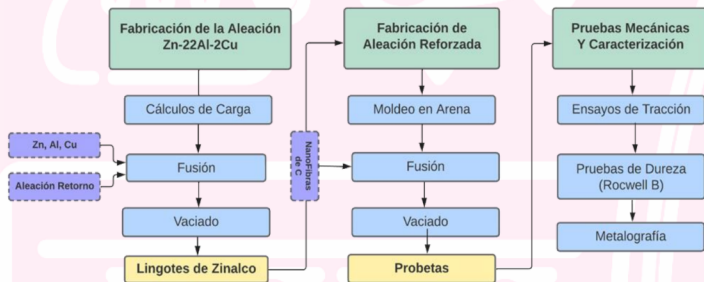 Fabricación de la Aleación
Zn-22Al-2Cu
Cálculos de Carga
Zn, Al, Cu
Aleación Retorno
Fusión
Vaciado
Lingotes de Zinalco
Fabricación de
Aleación Reforzada
Moldeo en Arena
NanoFibras
de C
Fusión
Vaciado
Probetas
Pruebas Mecánicas
Y Caracterización
Ensayos de Tracción
Pruebas de Dureza
(Rocwell B)
Metalografía